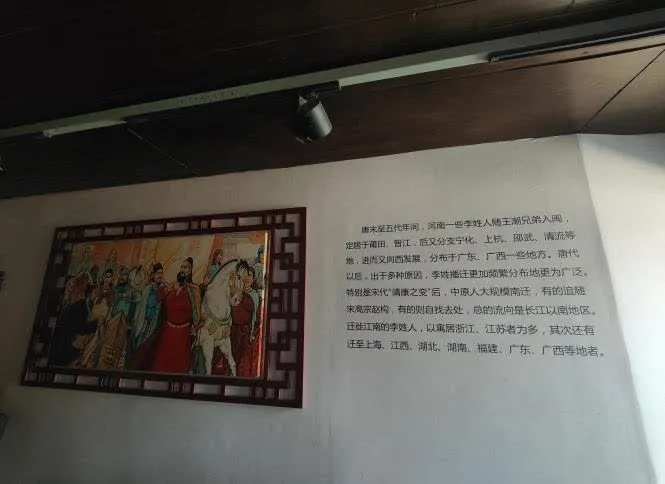 唐末至五代年间，河南一些李姓人随王潮兄弟入闽，
定居于莆田、晋江，后又分支宁化、上杭、邵武、清流等
地，进而又向西发展，分布于广东、广西一些地方。唐代
以后，出于多种原因，李姓播迁更加频繁分布地更为广泛。
特别是宋代“靖康之变”后，中原人大规模南迁，有的追随
宋高宗赵构，有的则自找去处，总的流向是长江以南地区。
迁徙江南的李姓人，以寓居浙江、江苏者为多，其次还有
迁至上海、江西、湖北、湖南、福建、广东、广西等地者。